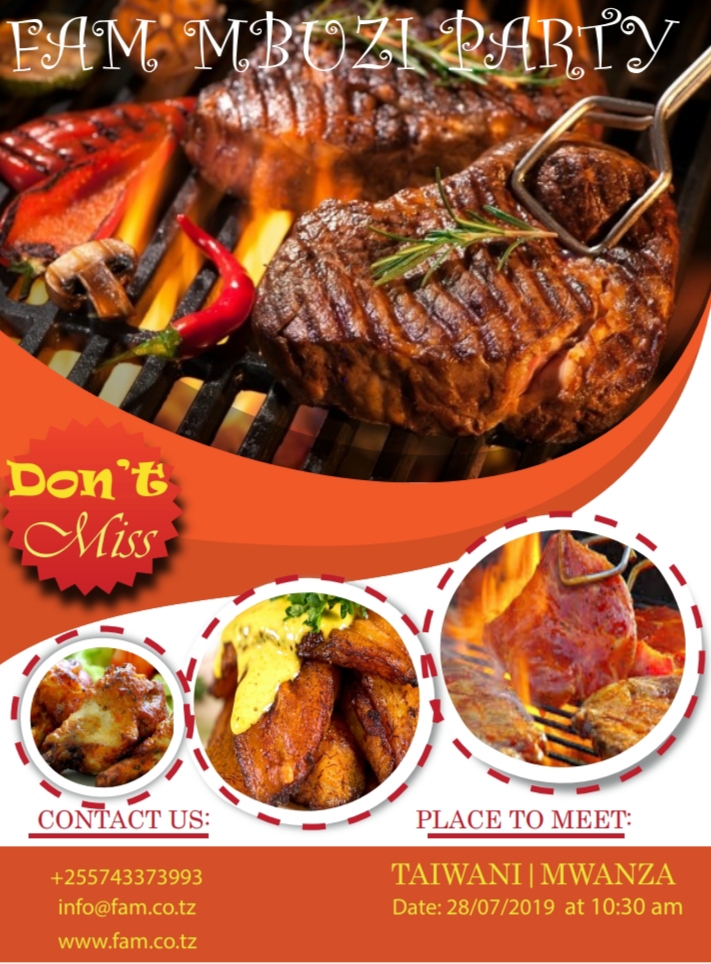 FAM MBUZI PARTY
Don't
Miss
CONTACT US:
+255743373993
info@fam.co.tz
www.fam.co.tz
PLACE TO MEET:
TAIWANI | MWANZA
Date: 28/07/2019 at 10:30 am